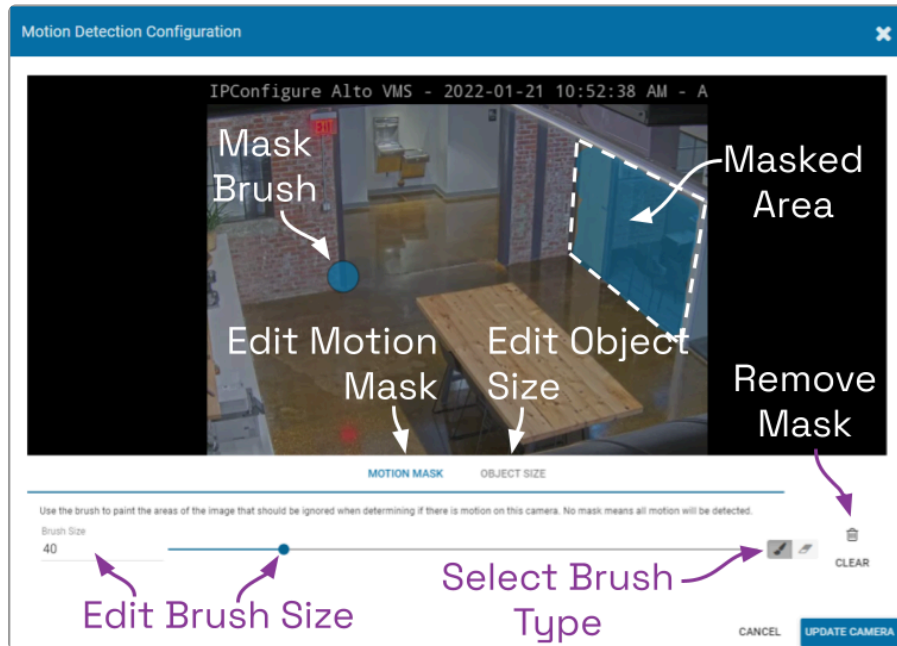 Motion Detection Configuration
IPConfigure Alto VMS - 2022-01-21 10:52:38 AM - A
EXIT
Mask
Brush
Masked
Area
Edit Motion
Mask
Edit Object
Size
Remove
Mask
MOTION MASK
OBJECT SIZE
Use the brush to paint the areas of the image that should be ignored when determining if there is motion on this camera. No mask means all motion will be detected.
Brush Size
40
CLEAR
Edit Brush Size
Select Brush
Type
CANCEL
UPDATE CAMERA